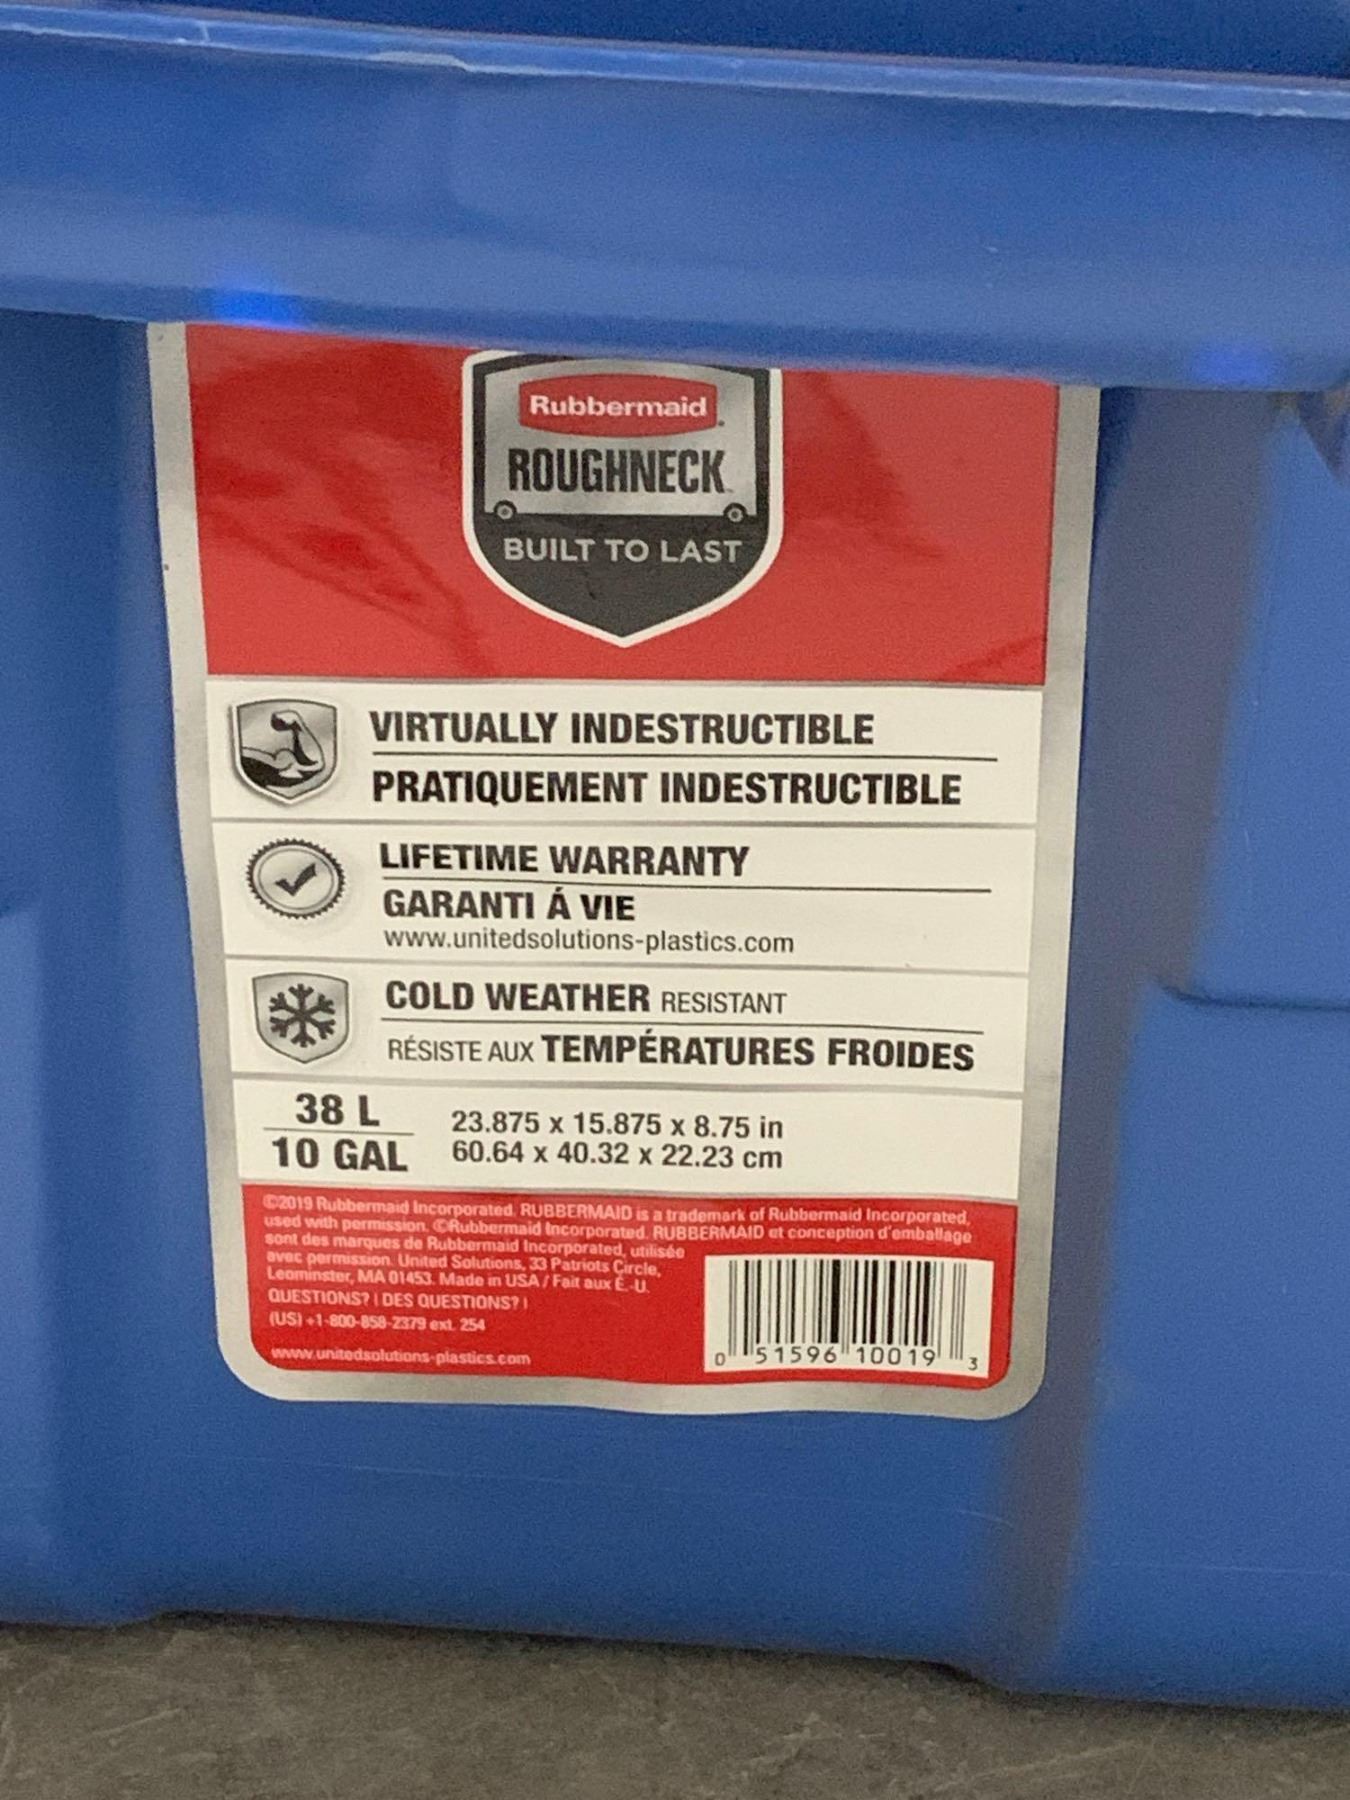 Rubbermaid
ROUGHNECK
BUILT TO LAST
VIRTUALLY INDESTRUCTIBLE
PRATIQUEMENT INDESTRUCTIBLE
LIFETIME WARRANTY
GARANTI Á VIE
www.unitedsolutions-plastics.com
COLD WEATHER RESISTANT
RÉSISTE AUX TEMPÉRATURES FROIDES
38 L
10 GAL
23.875 x 15.875 x 8.75 in
60.64 x 40.32 x 22.23 cm
©2019 Rubbermaid Incorporated. RUBBERMAID is a trademark of Rubbermaid Incorporated,
used with permission. ©Rubbermaid Incorporated. RUBBERMAID et conception d'emballage
sont des marques de Rubbermaid Incorporated, utilisée
avec permission. United Solutions, 33 Patriots Circle,
Leominster, MA 01453. Made in USA / Fait aux É.-U.
QUESTIONS? | DES QUESTIONS? |
(US) +1-800-858-2379 ext. 254
www.unitedsolutions-plastics.com
0 51596 10019 3